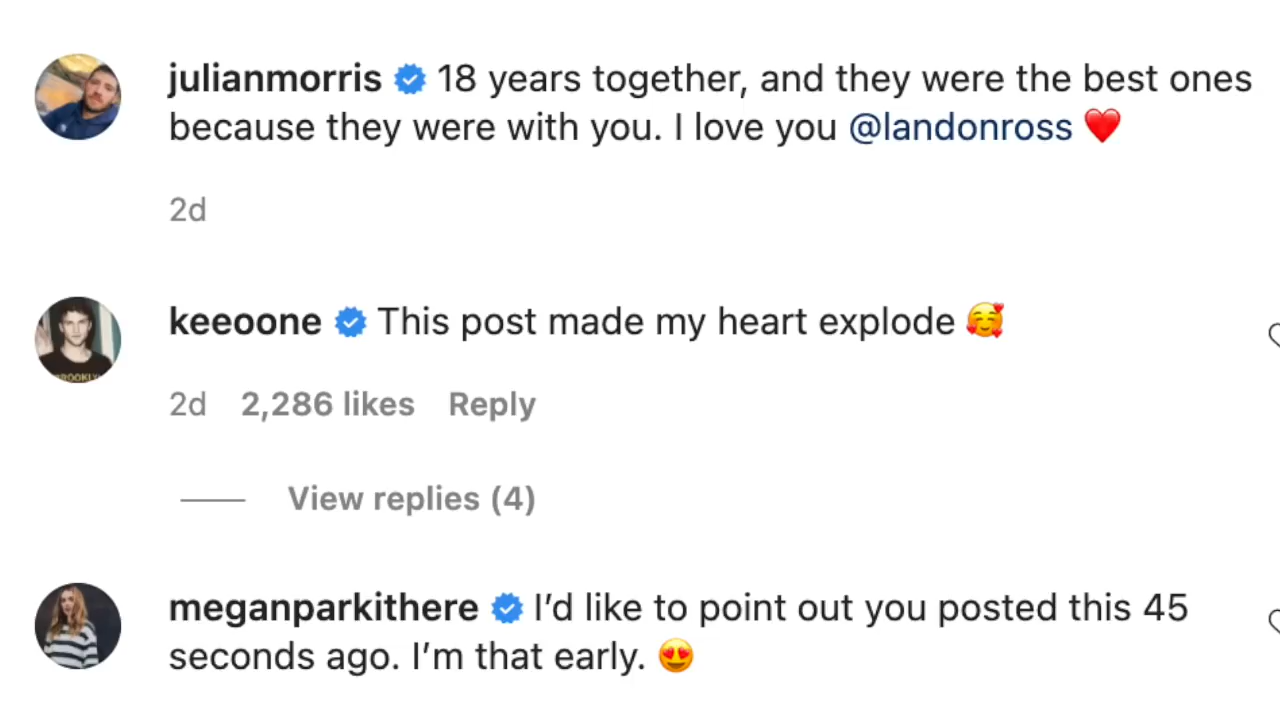 julianmorris 18 years together, and they were the best ones
because they were with you. I love you @landonross ❤️
2d
keeoone This post made my heart explode 🥰
2d 2,286 likes Reply
View replies (4)
meganparkithere I’d like to point out you posted this 45
seconds ago. I’m that early. 😍